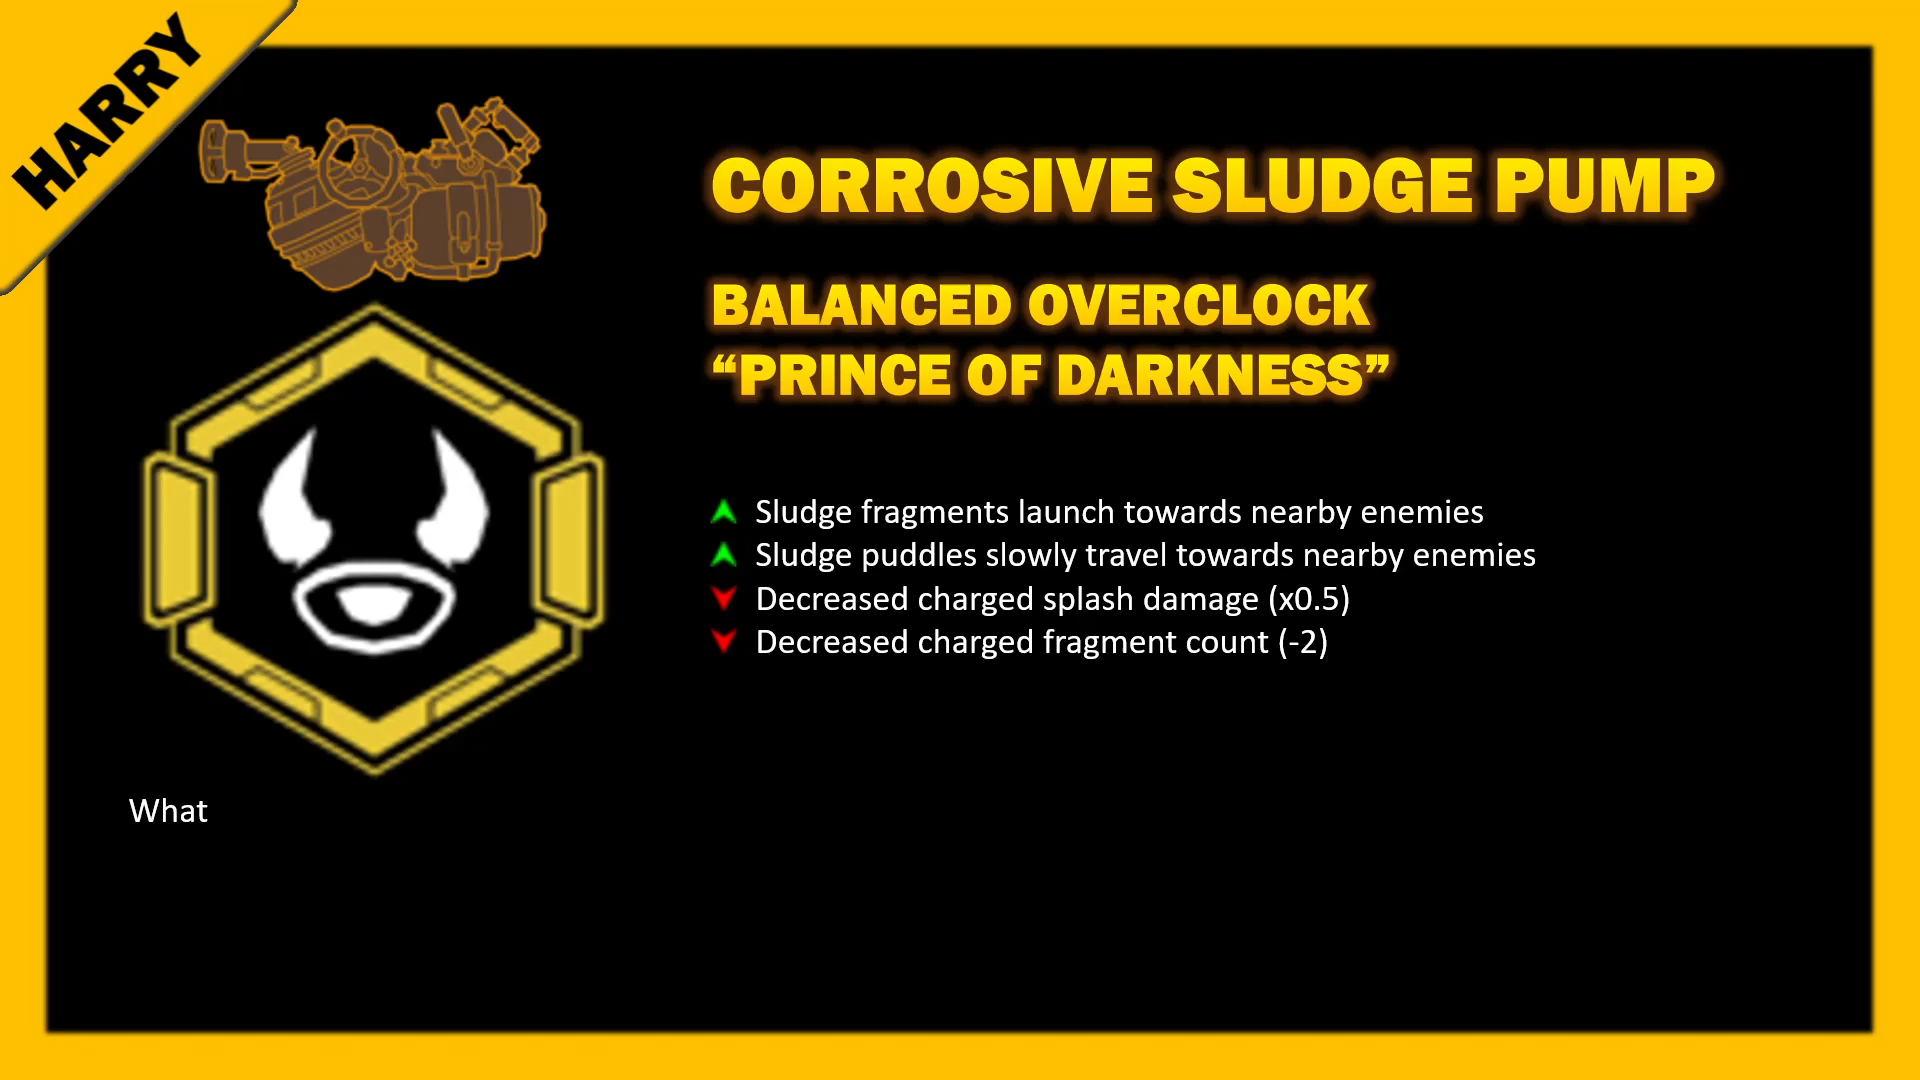 HARRY
CORROSIVE SLUDGE PUMP
BALANCED OVERCLOCK
“PRINCE OF DARKNESS”
Sludge fragments launch towards nearby enemies
Sludge puddles slowly travel towards nearby enemies
Decreased charged splash damage (x0.5)
Decreased charged fragment count (-2)
What